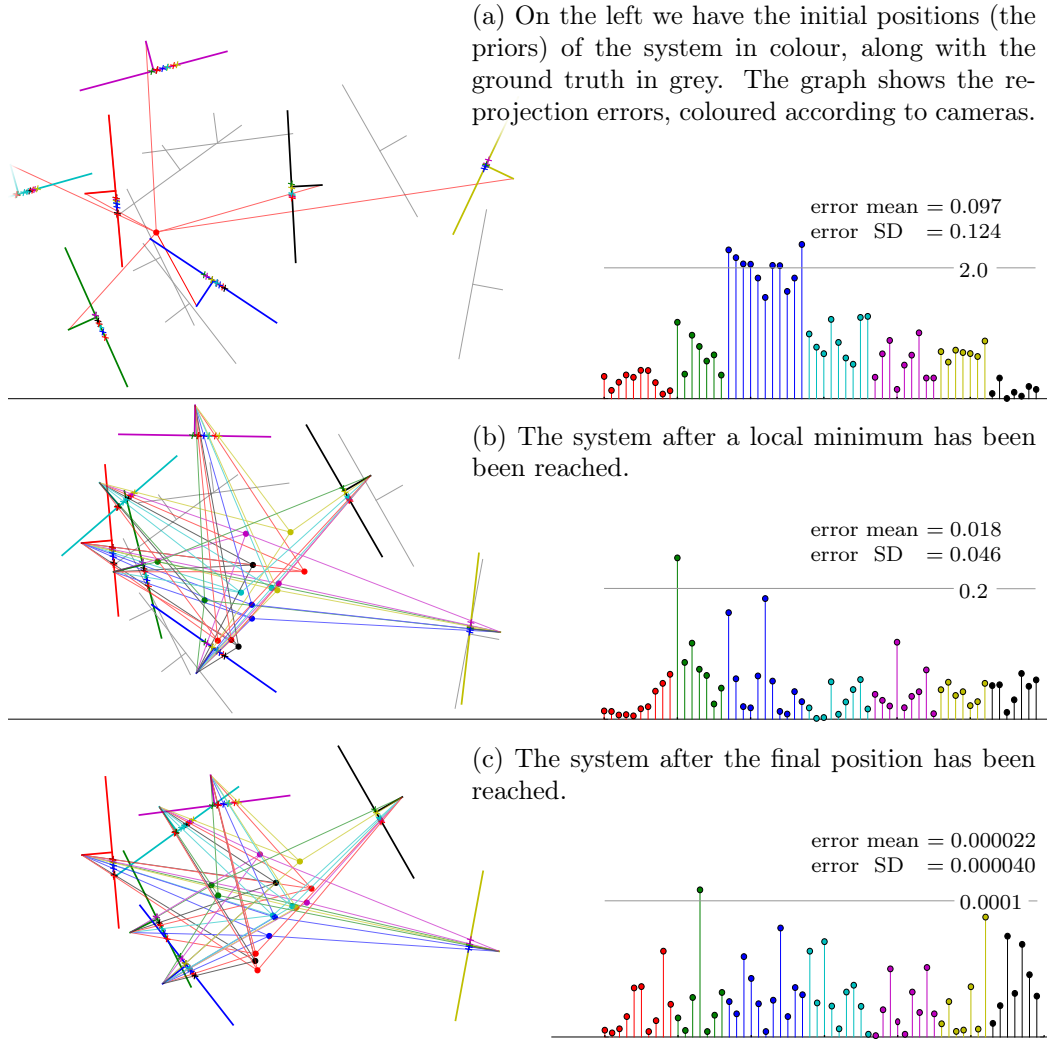 (a) On the left we have the initial positions (the
priors) of the system in colour, along with the
ground truth in grey. The graph shows the re-
projection errors, coloured according to cameras.
error mean = 0.097
error SD = 0.124
2.0
(b) The system after a local minimum has been
been reached.
error mean = 0.018
error SD = 0.046
0.2
(c) The system after the final position has been
reached.
error mean = 0.000022
error SD = 0.000040
0.0001